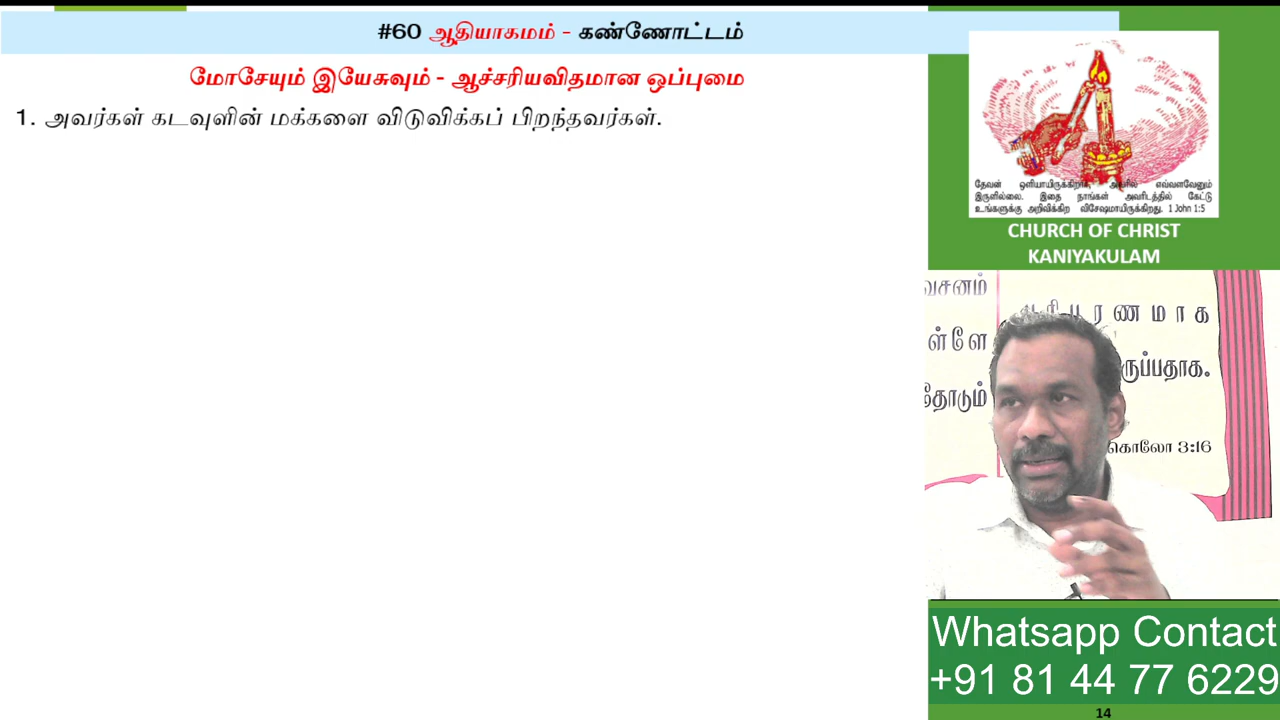 #60 ஆதியாகமம் - கண்ணோட்டம்
மோசேயும் இயேசுவும் - ஆச்சரியவிதமான ஒப்புமை
1. அவர்கள் கடவுளின் மக்களை விடுவிக்கப் பிறந்தவர்கள்.
தேவன் ஒளியாயிருக்கிறார், அவரில் எவ்வளவேனும்
இருளில்லை. இதை நாங்கள் அவரிடத்தில் கேட்டு
உங்களுக்கு அறிவிக்கிற விசேஷமாயிருக்கிறது. 1 John 1:5
CHURCH OF CHRIST
KANIYAKULAM
வசனம்
ள்ளே
தோடும்
கொலோ 3:16
Whatsapp Contact
+91 81 44 77 6229
14